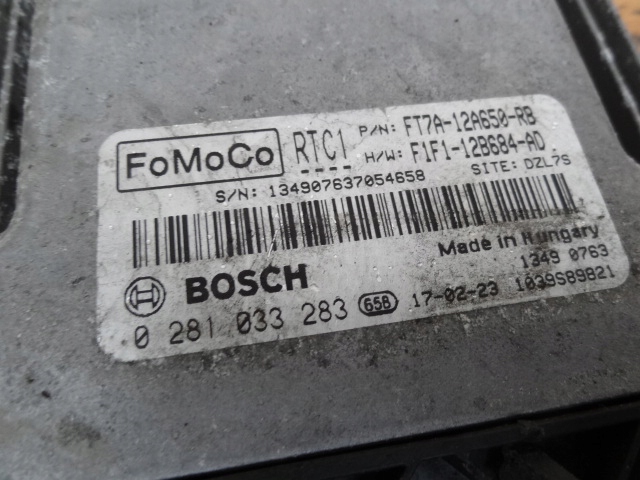 FoMoCo RTC1 P/N: FT7A-12A650-RB
H/W: F1F1-12B684-AD
S/N: 134907637054658 SITE: DZL7S
Made in Hungary
BOSCH 1349 0763
0 281 033 283 65B 17-02-23 1039S89821